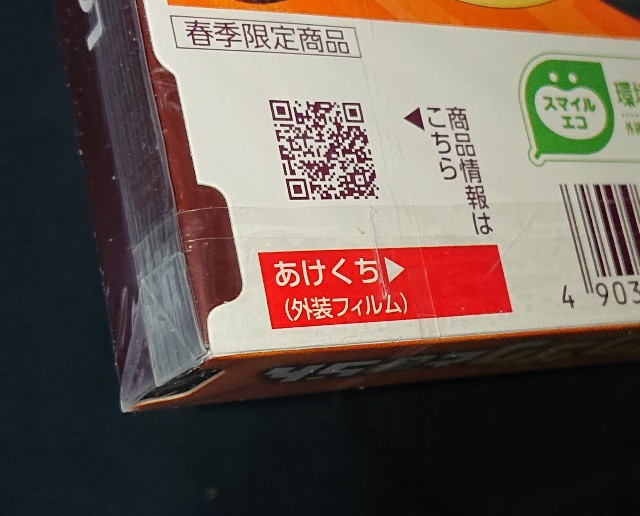 春季限定商品
商品情報は
こちら
スマイル
エコ
環
あけくち
(外装フィルム)
4 903